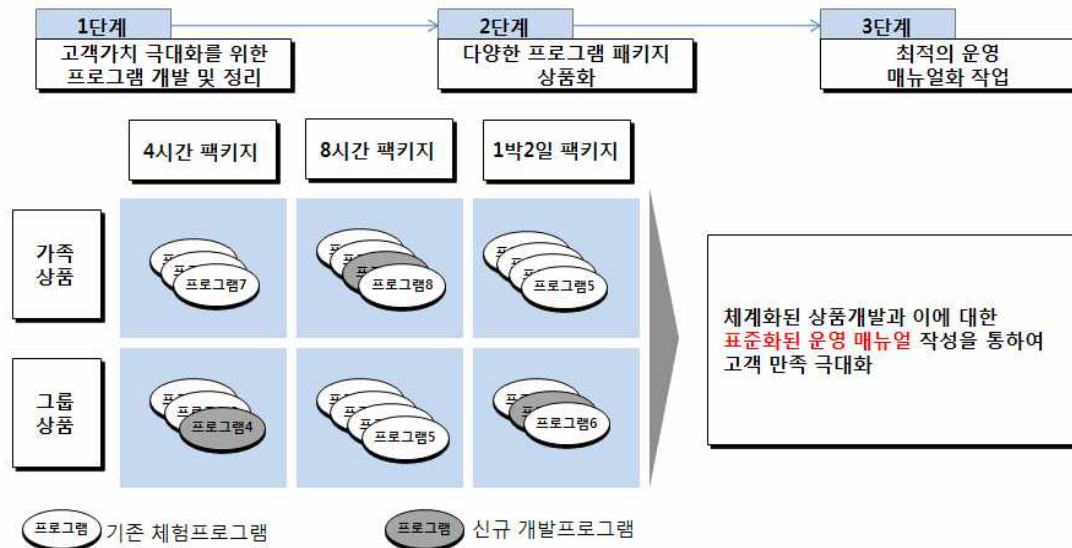 1단계
고객가치 극대화를 위한
프로그램 개발 및 정리
2단계
다양한 프로그램 패키지
상품화
3단계
최적의 운영
매뉴얼화 작업
4시간 팩키지
8시간 팩키지
1박2일 팩키지
가족
상품
프로그램7
프로그램8
프로그램5
그룹
상품
프로그램4
프로그램5
프로그램6
체계화된 상품개발과 이에 대한
표준화된 운영 매뉴얼 작성을 통하여
고객 만족 극대화
프로그램 기존 체험프로그램
프로그램 신규 개발프로그램